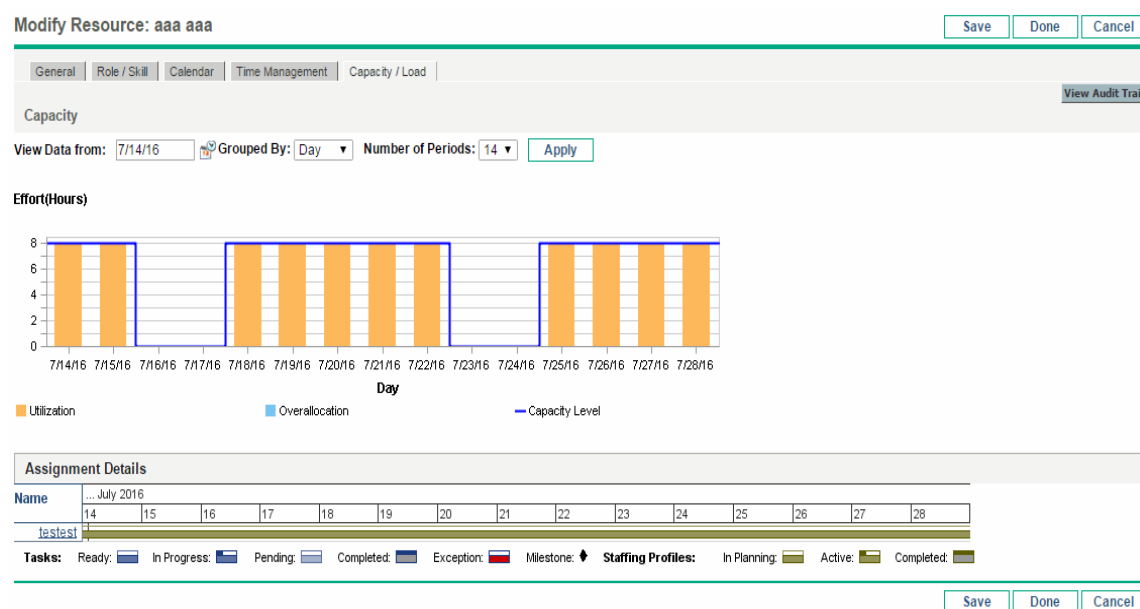 Modify Resource: aaa aaa
Save Done Cancel
General Role / Skill Calendar Time Management Capacity / Load
View Audit Trai
Capacity
View Data from: 7/14/16 Grouped By: Day Number of Periods: 14 Apply
Effort(Hours)
8
6
4
2
0
7/14/16 7/15/16 7/16/16 7/17/16 7/18/16 7/19/16 7/20/16 7/21/16 7/22/16 7/23/16 7/24/16 7/25/16 7/26/16 7/27/16 7/28/16
Day
Utilization Overallocation Capacity Level
Assignment Details
Name ... July 2016
14 15 16 17 18 19 20 21 22 23 24 25 26 27 28
testest
Tasks: Ready: In Progress: Pending: Completed: Exception: Milestone: Staffing Profiles: In Planning: Active: Completed:
Save Done Cancel